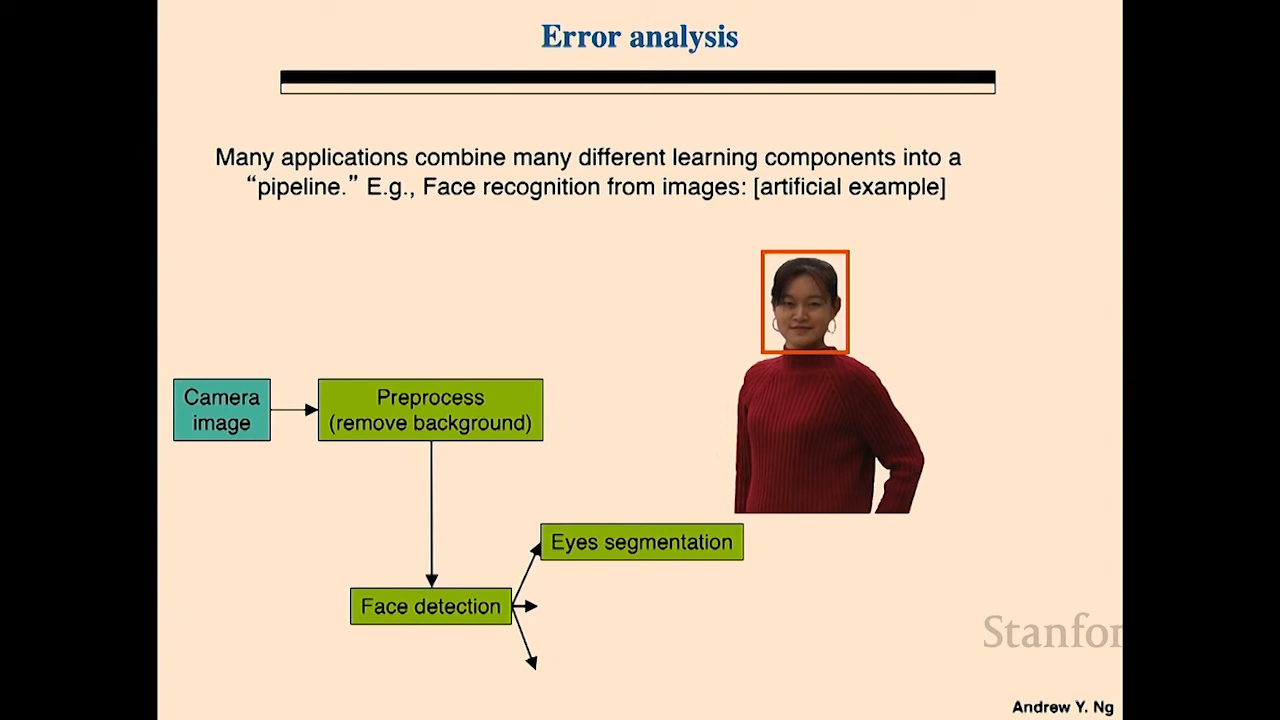 Error analysis
Many applications combine many different learning components into a
“pipeline.” E.g., Face recognition from images: [artificial example]
Camera
image
Preprocess
(remove background)
Eyes segmentation
Face detection
Stanfor
Andrew Y. Ng